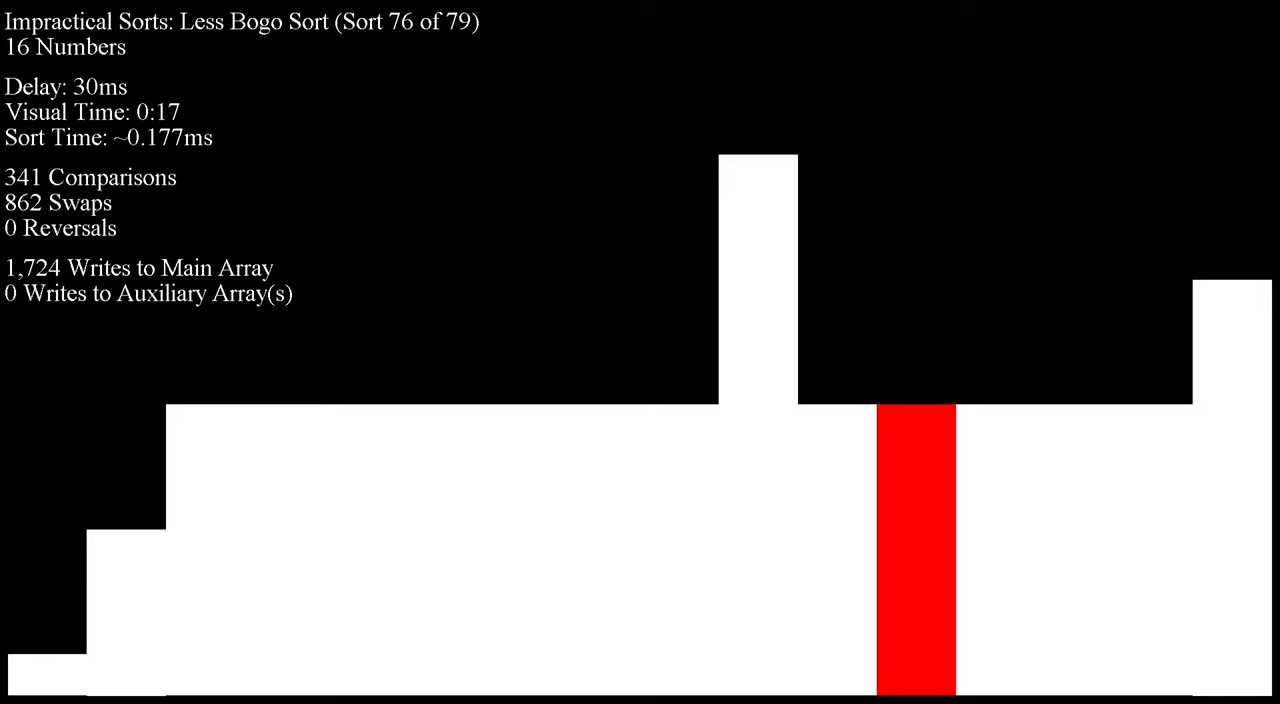 Impractical Sorts: Less Bogo Sort (Sort 76 of 79)
16 Numbers
Delay: 30ms
Visual Time: 0:17
Sort Time: ~0.177ms
341 Comparisons
862 Swaps
0 Reversals
1,724 Writes to Main Array
0 Writes to Auxiliary Array(s)